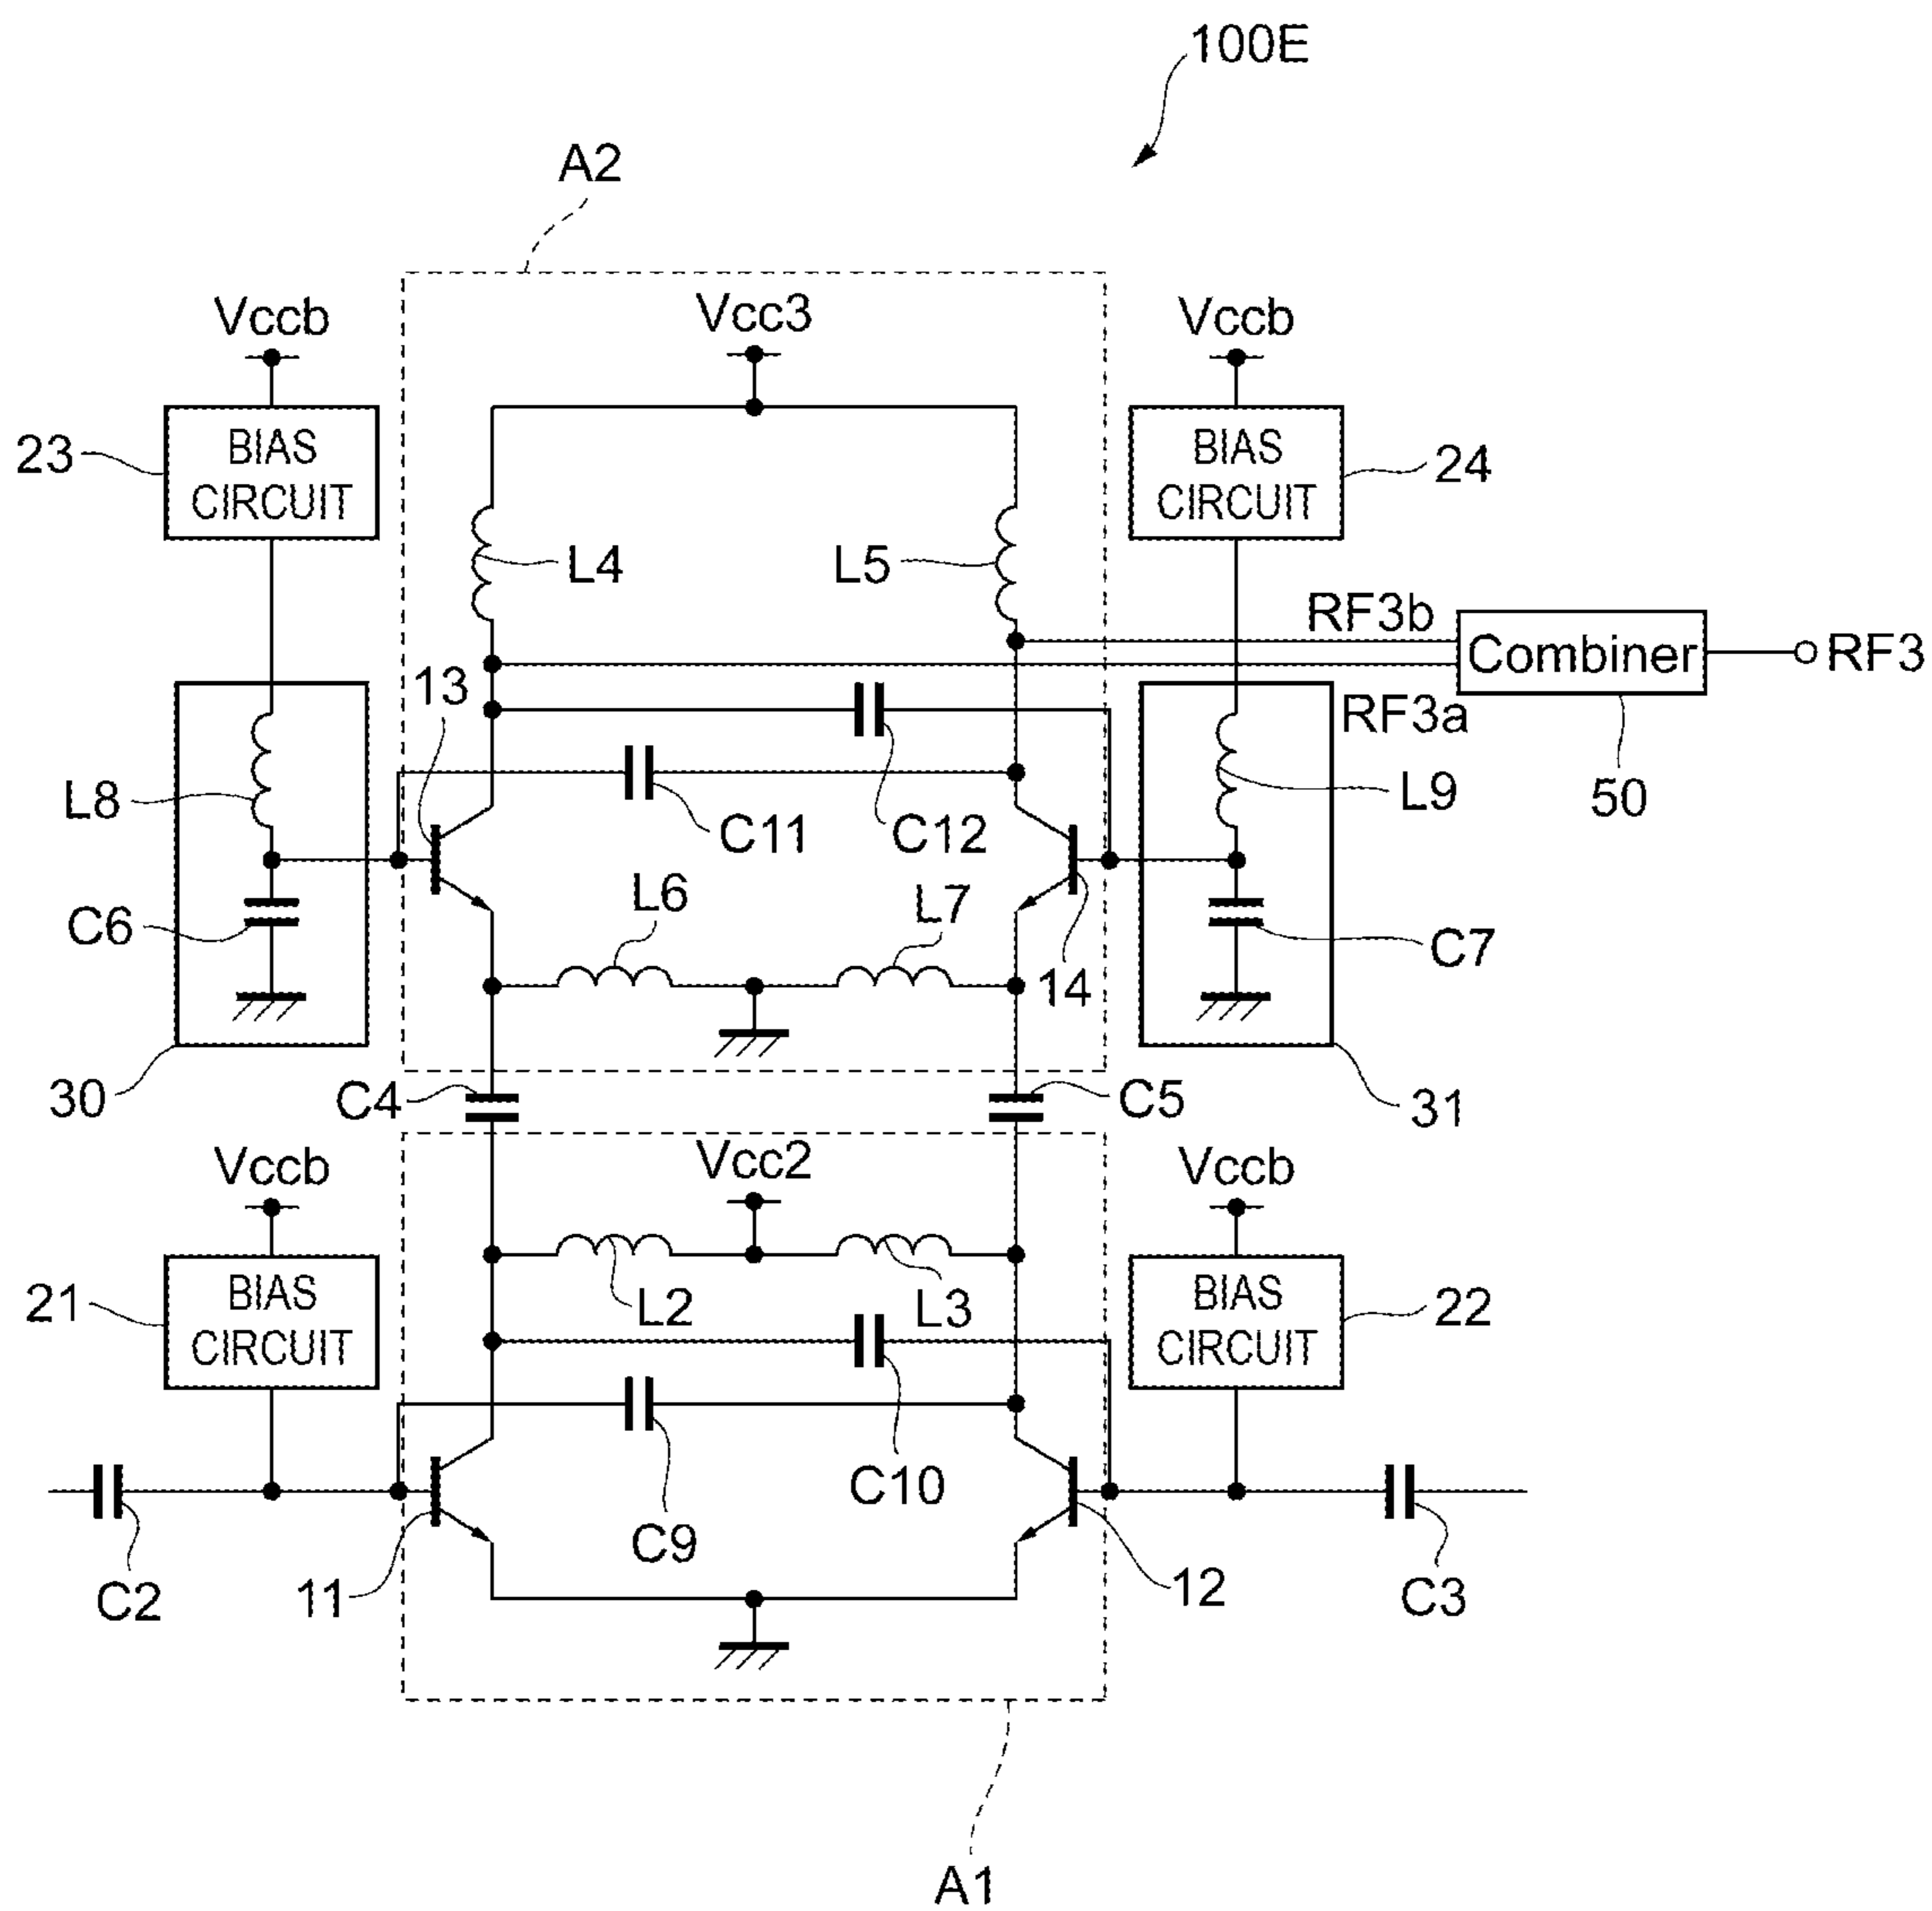 100E
A2
Vccb
Vcc3
Vccb
23
BIAS
CIRCUIT
BIAS
CIRCUIT
24
L4
L5
RF3b
Combiner
RF3
13
RF3a
L8
C11
C12
L9
50
L6
L7
C6
C7
14
30
C4
C5
31
Vccb
Vcc2
Vccb
21
BIAS
CIRCUIT
L2
L3
BIAS
CIRCUIT
22
C10
C9
C2
11
12
C3
A1